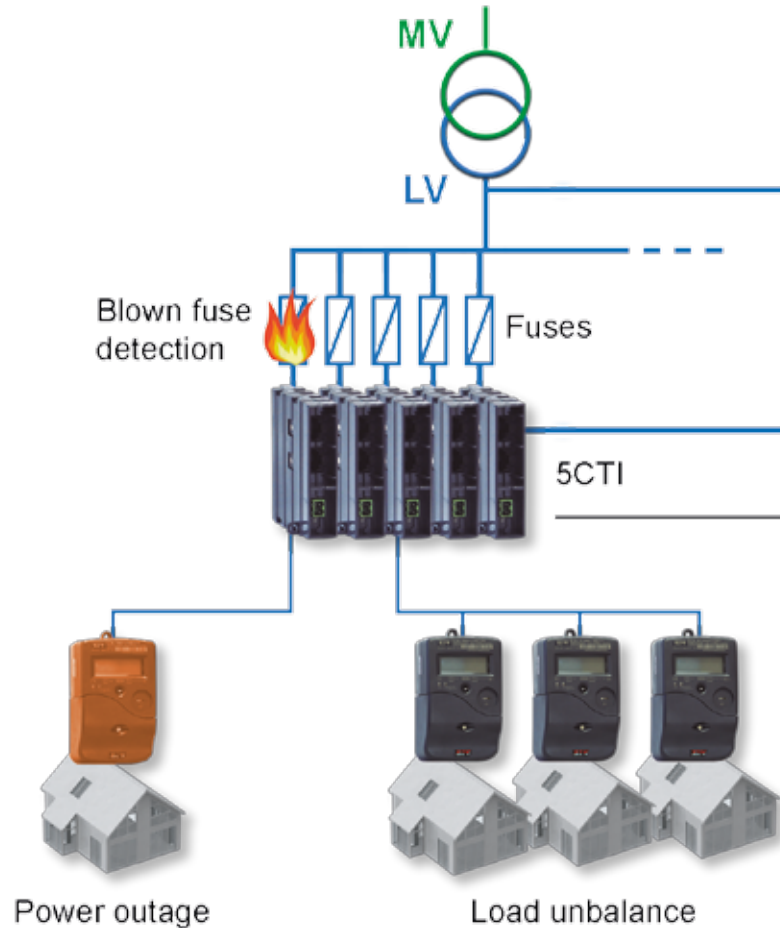 MV
LV
Blown fuse
detection
Fuses
5CTI
Power outage
Load unbalance